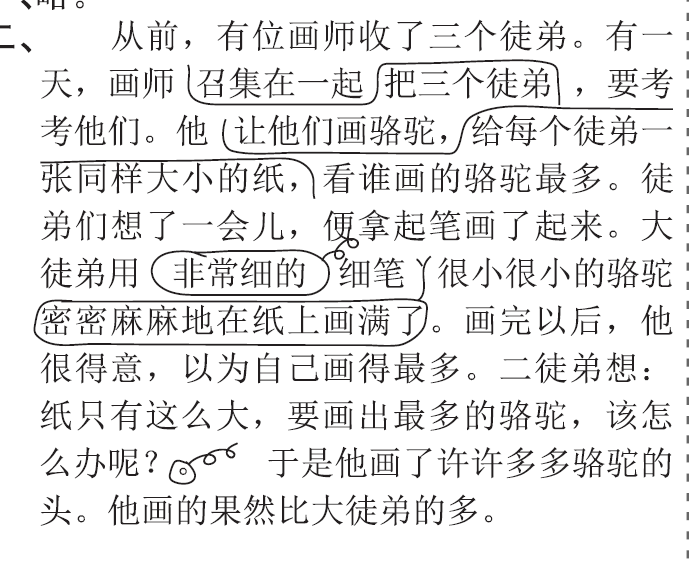 二、 从前，有位画师收了三个徒弟。有一
天，画师召集在一起把三个徒弟，要考
考他们。他让他们画骆驼，给每个徒弟一
张同样大小的纸，看谁画的骆驼最多。徒
弟们想了一会儿，便拿起笔画了起来。大
徒弟用非常细的细笔很小很小的骆驼
密密麻麻地在纸上画满了。画完以后，他
很得意，以为自己画得最多。二徒弟想：
纸只有这么大，要画出最多的骆驼，该怎
么办呢？ 于是他画了许许多多骆驼的
头。他画的果然比大徒弟的多。